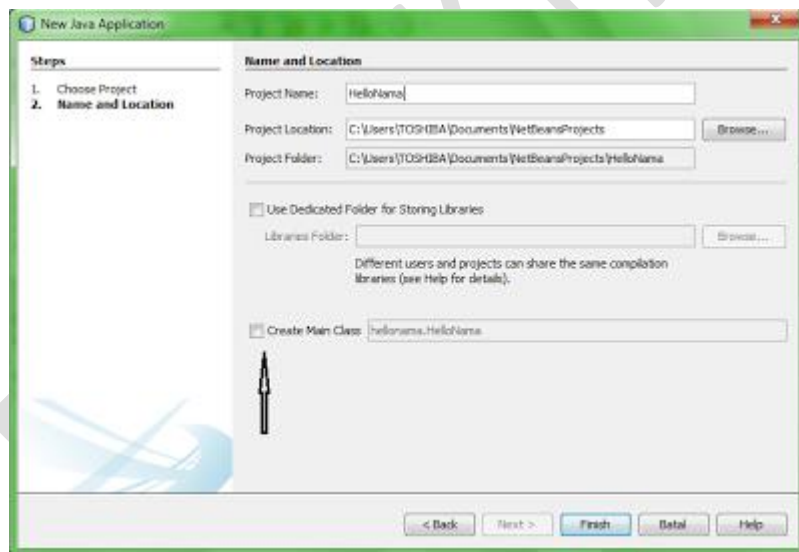 New Java Application
Steps
1. Choose Project
2. Name and Location
Name and Location
Project Name: HelloNama
Project Location: C:\Users\TOSHIBA\Documents\NetBeansProjects Browse...
Project Folder: C:\Users\TOSHIBA\Documents\NetBeansProjects\HelloNama
Use Dedicated Folder for Storing Libraries
Libraries Folder: Browse...
Different users and projects can share the same compilation
libraries (see Help for details).
Create Main Class hellonama.HelloNama
< Back Next > Finish Batal Help